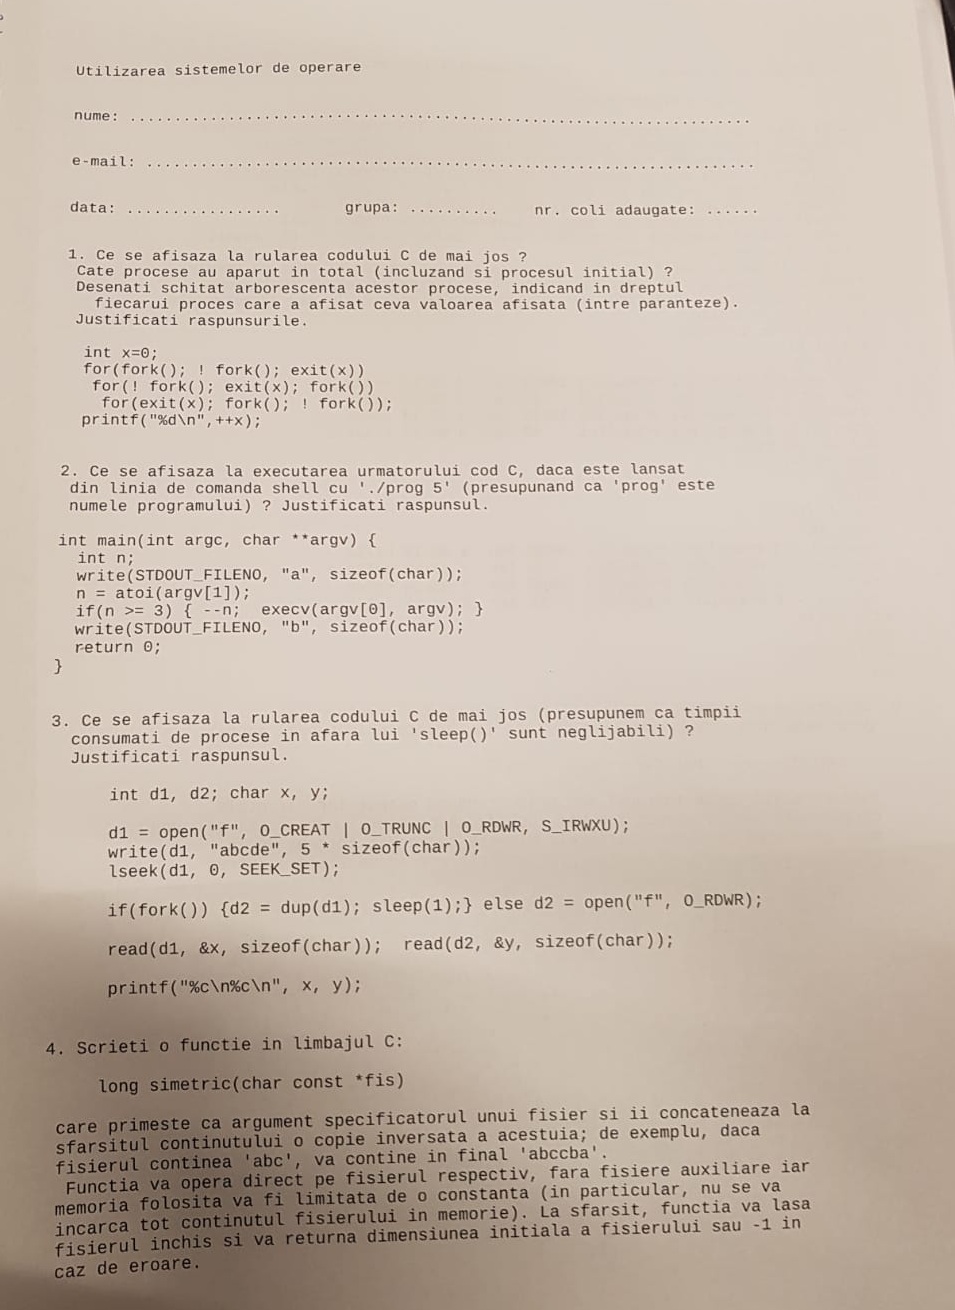 Utilizarea sistemelor de operare
nume: .....................................................................
e-mail: ....................................................................
data: .................    grupa: ..........    nr. coli adaugate: ......
1. Ce se afisaza la rularea codului C de mai jos ?
Cate procese au aparut in total (incluzand si procesul initial) ?
Desenati schitat arborescenta acestor procese, indicand in dreptul
fiecarui proces care a afisat ceva valoarea afisata (intre paranteze).
Justificati raspunsurile.
int x=0;
for(fork(); ! fork(); exit(x))
for(! fork(); exit(x); fork())
for(exit(x); fork(); ! fork());
printf("%d\n",++x);
2. Ce se afisaza la executarea urmatorului cod C, daca este lansat
din linia de comanda shell cu './prog 5' (presupunand ca 'prog' este
numele programului) ? Justificati raspunsul.
int main(int argc, char **argv) {
int n;
write(STDOUT_FILENO, "a", sizeof(char));
n = atoi(argv[1]);
if(n >= 3) { --n;  execv(argv[0], argv); }
write(STDOUT_FILENO, "b", sizeof(char));
return 0;
}
3. Ce se afisaza la rularea codului C de mai jos (presupunem ca timpii
consumati de procese in afara lui 'sleep()' sunt neglijabili) ?
Justificati raspunsul.
int d1, d2; char x, y;
d1 = open("f", O_CREAT | O_TRUNC | O_RDWR, S_IRWXU);
write(d1, "abcde", 5 * sizeof(char));
lseek(d1, 0, SEEK_SET);
if(fork()) {d2 = dup(d1); sleep(1);} else d2 = open("f", O_RDWR);
read(d1, &x, sizeof(char));  read(d2, &y, sizeof(char));
printf("%c\n%c\n", x, y);
4. Scrieti o functie in limbajul C:
long simetric(char const *fis)
care primeste ca argument specificatorul unui fisier si ii concateneaza la
sfarsitul continutului o copie inversata a acestuia; de exemplu, daca
fisierul continea 'abc', va contine in final 'abccba'.
Functia va opera direct pe fisierul respectiv, fara fisiere auxiliare iar
memoria folosita va fi limitata de o constanta (in particular, nu se va
incarca tot continutul fisierului in memorie). La sfarsit, functia va lasa
fisierul inchis si va returna dimensiunea initiala a fisierului sau -1 in
caz de eroare.